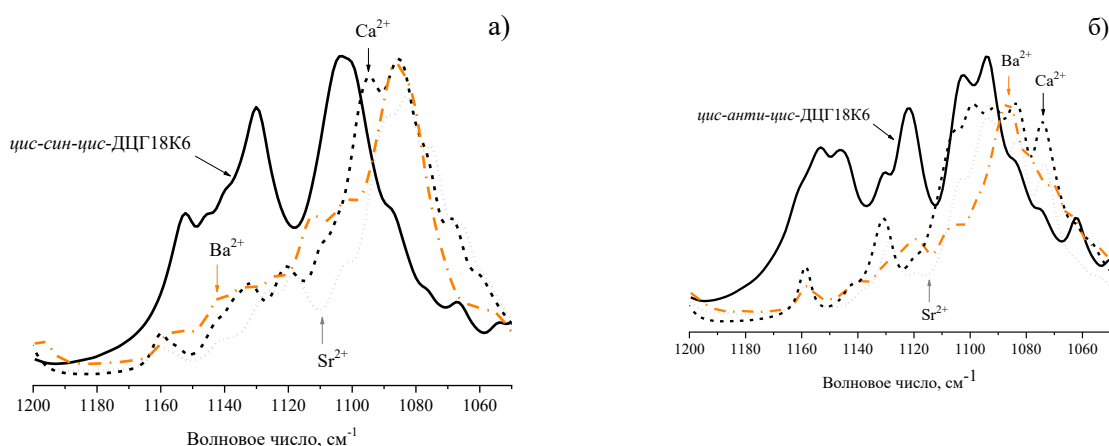 а)
Ca2+
цис-син-цис-ДЦГ18К6
Ba2+
Sr2+
1200 1180 1160 1140 1120 1100 1080 1060
Волновое число, см-1
б)
Ba2+
Ca2+
цис-анти-цис-ДЦГ18К6
Sr2+
1200 1180 1160 1140 1120 1100 1080 1060
Волновое число, см-1